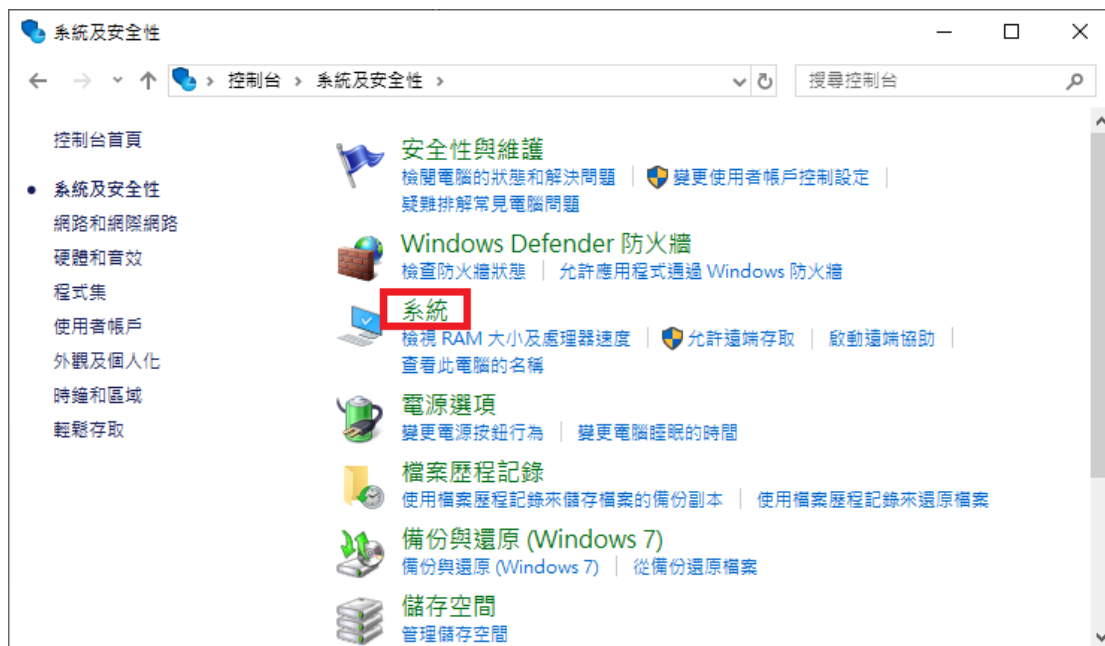 系統及安全性
控制台 › 系統及安全性 ›
搜尋控制台
控制台首頁
系統及安全性
網路和網際網路
硬體和音效
程式集
使用者帳戶
外觀及個人化
時鐘和區域
輕鬆存取
安全性與維護
檢閱電腦的狀態和解決問題 | 變更使用者帳戶控制設定 |
疑難排解常見電腦問題
Windows Defender 防火牆
檢查防火牆狀態 | 允許應用程式通過 Windows 防火牆
系統
檢視 RAM 大小及處理器速度 | 允許遠端存取 | 啟動遠端協助 |
查看此電腦的名稱
電源選項
變更電源按鈕行為 | 變更電腦睡眠的時間
檔案歷程記錄
使用檔案歷程記錄來儲存檔案的備份副本 | 使用檔案歷程記錄來還原檔案
備份與還原 (Windows 7)
備份與還原 (Windows 7) | 從備份還原檔案
儲存空間
管理儲存空間